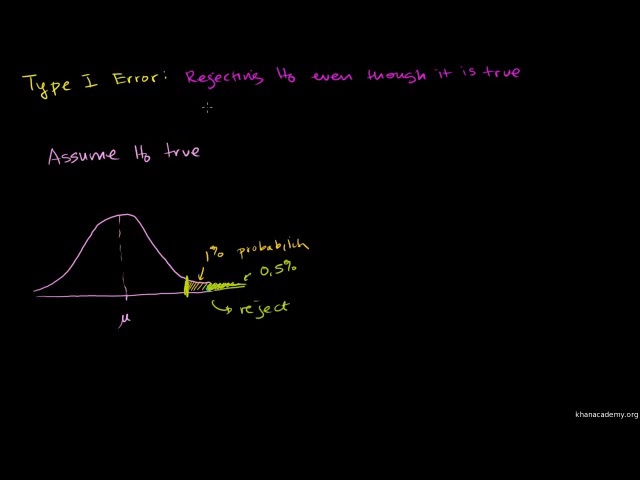 Type I Error: Rejecting H₀ even though it is true
Assume H₀ true
1% probability
0.5%
reject
μ
khanacademy.org